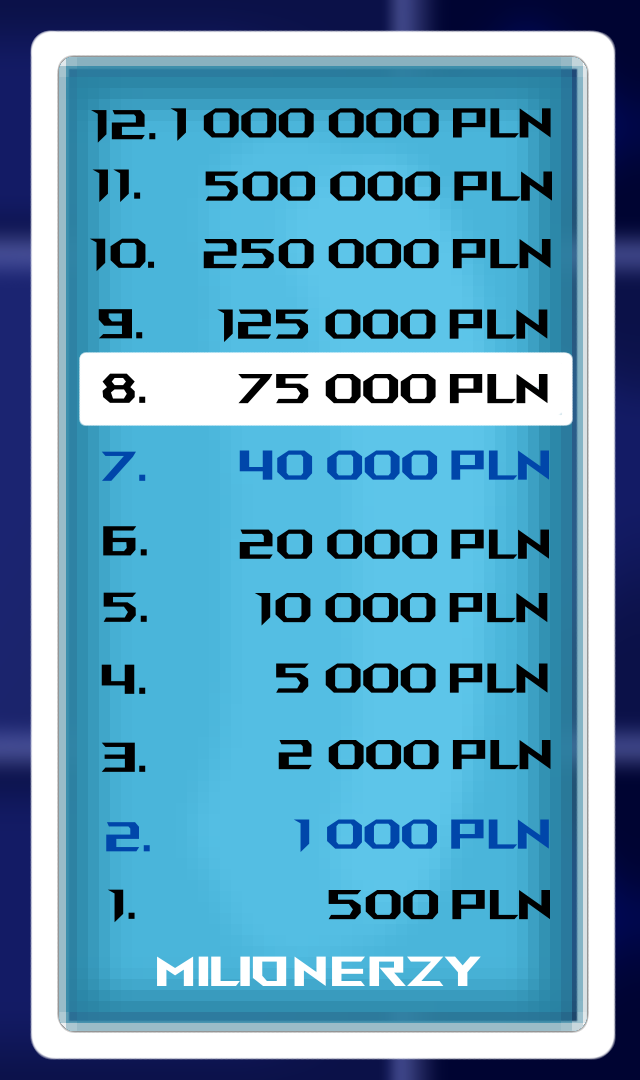 12. 1 000 000 PLN
11. 500 000 PLN
10. 250 000 PLN
9. 125 000 PLN
8. 75 000 PLN
7. 40 000 PLN
6. 20 000 PLN
5. 10 000 PLN
4. 5 000 PLN
3. 2 000 PLN
2. 1 000 PLN
1. 500 PLN
MILIONERZY